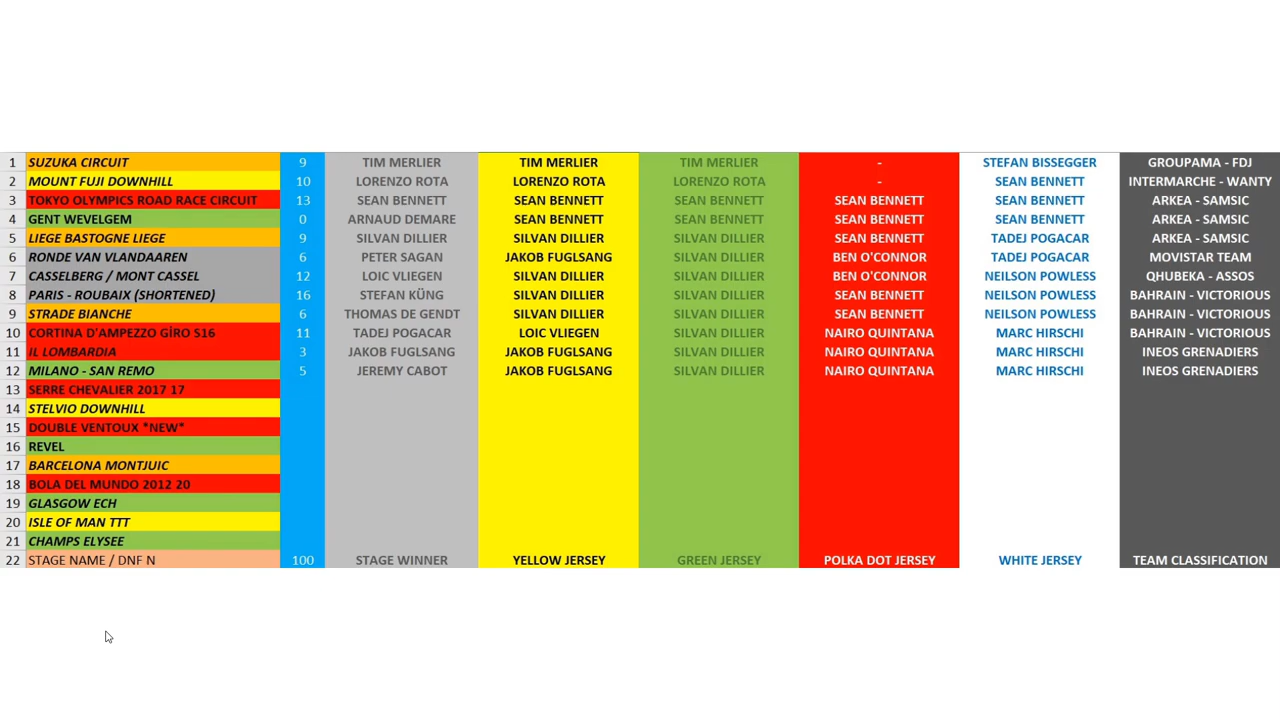 1 SUZUKA CIRCUIT 9 TIM MERLIER TIM MERLIER TIM MERLIER - STEFAN BISSEGGER GROUPAMA - FDJ
2 MOUNT FUJI DOWNHILL 10 LORENZO ROTA LORENZO ROTA LORENZO ROTA - SEAN BENNETT INTERMARCHE - WANTY
3 TOKYO OLYMPICS ROAD RACE CIRCUIT 13 SEAN BENNETT SEAN BENNETT SEAN BENNETT SEAN BENNETT SEAN BENNETT ARKEA - SAMSIC
4 GENT WEVELGEM 0 ARNAUD DEMARE SEAN BENNETT SEAN BENNETT SEAN BENNETT SEAN BENNETT ARKEA - SAMSIC
5 LIEGE BASTOGNE LIEGE 9 SILVAN DILLIER SILVAN DILLIER SILVAN DILLIER SEAN BENNETT TADEJ POGACAR ARKEA - SAMSIC
6 RONDE VAN VLANDAAREN 6 PETER SAGAN JAKOB FUGLSANG SILVAN DILLIER BEN O'CONNOR TADEJ POGACAR MOVISTAR TEAM
7 CASSELBERG / MONT CASSEL 12 LOIC VLIEGEN SILVAN DILLIER SILVAN DILLIER BEN O'CONNOR NEILSON POWLESS QHUBEKA - ASSOS
8 PARIS - ROUBAIX (SHORTENED) 16 STEFAN KÜNG SILVAN DILLIER SILVAN DILLIER SEAN BENNETT NEILSON POWLESS BAHRAIN - VICTORIOUS
9 STRADE BIANCHE 6 THOMAS DE GENDT SILVAN DILLIER SILVAN DILLIER SEAN BENNETT NEILSON POWLESS BAHRAIN - VICTORIOUS
10 CORTINA D'AMPEZZO GİRO S16 11 TADEJ POGACAR LOIC VLIEGEN SILVAN DILLIER NAIRO QUINTANA MARC HIRSCHI BAHRAIN - VICTORIOUS
11 IL LOMBARDIA 3 JAKOB FUGLSANG JAKOB FUGLSANG SILVAN DILLIER NAIRO QUINTANA MARC HIRSCHI INEOS GRENADIERS
12 MILANO - SAN REMO 5 JEREMY CABOT JAKOB FUGLSANG SILVAN DILLIER NAIRO QUINTANA MARC HIRSCHI INEOS GRENADIERS
13 SERRE CHEVALIER 2017 17
14 STELVIO DOWNHILL
15 DOUBLE VENTOUX *NEW*
16 REVEL
17 BARCELONA MONTJUIC
18 BOLA DEL MUNDO 2012 20
19 GLASGOW ECH
20 ISLE OF MAN TTT
21 CHAMPS ELYSEE
22 STAGE NAME / DNF N 100 STAGE WINNER YELLOW JERSEY GREEN JERSEY POLKA DOT JERSEY WHITE JERSEY TEAM CLASSIFICATION